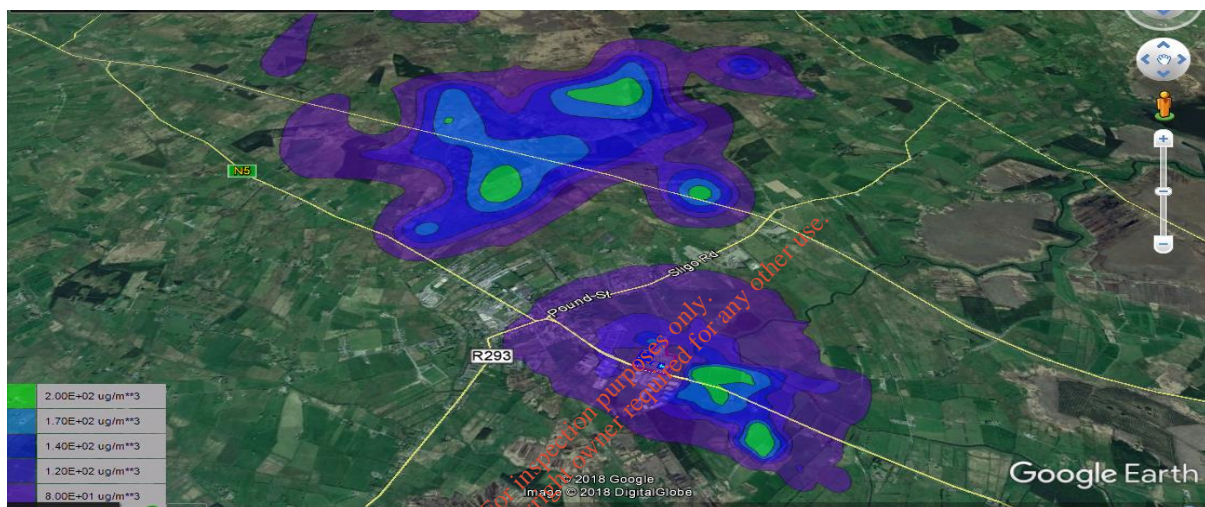 N5
Sligo Rd
Pound St
R293
2.00E+02 ug/m**3
1.70E+02 ug/m**3
1.40E+02 ug/m**3
1.20E+02 ug/m**3
8.00E+01 ug/m**3
of inspection purposes only.
right owner required for any other use.
© 2018 Google
Image © 2018 DigitalGlobe
Google Earth